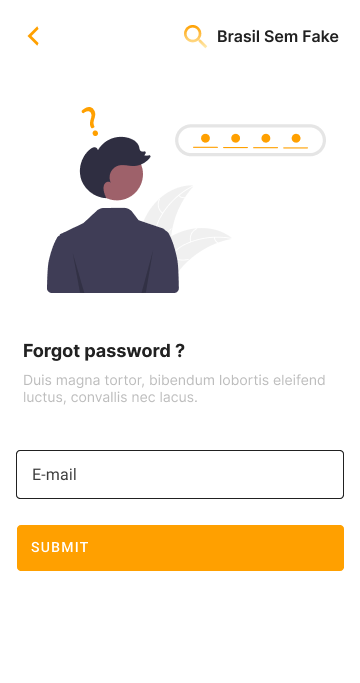 Brasil Sem Fake
?
Forgot password ?
Duis magna tortor, bibendum lobortis eleifend
luctus, convallis nec lacus.
E-mail
SUBMIT